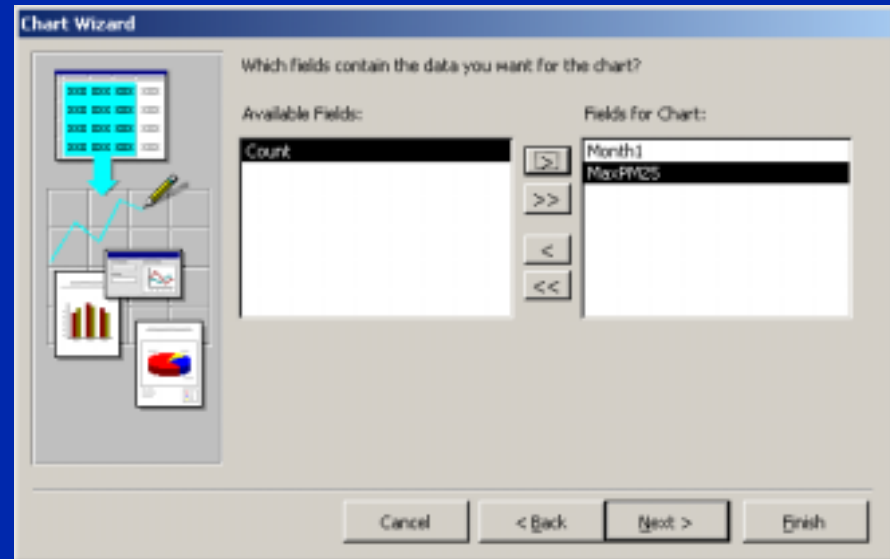 Chart Wizard
Which fields contain the data you want for the chart?
Available Fields:
Fields for Chart:
Count
Month1
MaxPM25
>
>>
<
<<
Cancel
< Back
Next >
Finish